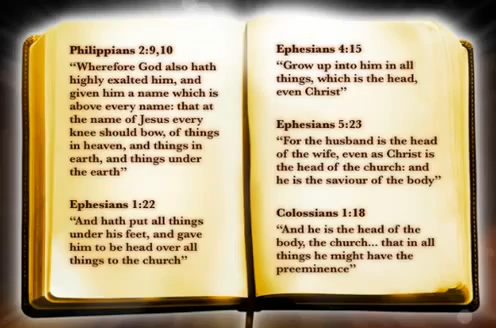 Philippians 2:9,10
“Wherefore God also hath
highly exalted him, and
given him a name which is
above every name: that at
the name of Jesus every
knee should bow, of things
in heaven, and things in
earth, and things under
the earth”
Ephesians 1:22
“And hath put all things
under his feet, and gave
him to be head over all
things to the church”
Ephesians 4:15
“Grow up into him in all
things, which is the head,
even Christ”
Ephesians 5:23
“For the husband is the head
of the wife, even as Christ is
the head of the church: and
he is the saviour of the body”
Colossians 1:18
“And he is the head of the
body, the church... that in all
things he might have the
preeminence”